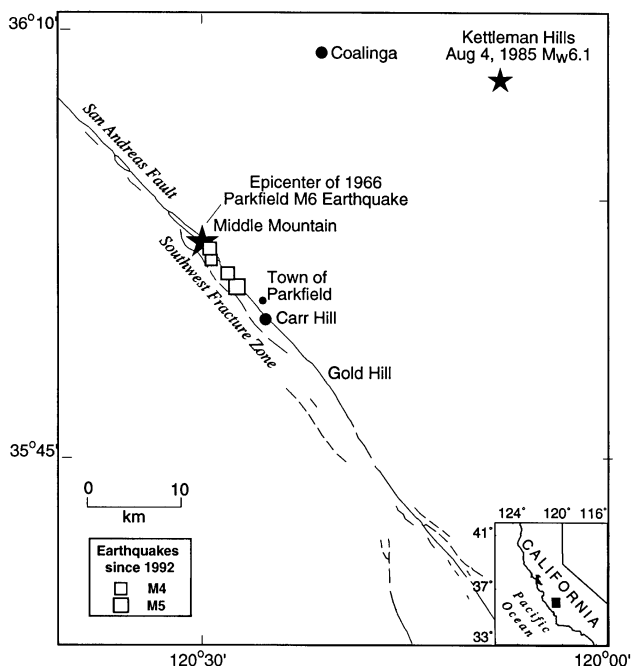 36°10'
Kettleman Hills
Aug 4, 1985 Mw6.1
Coalinga
San Andreas Fault
Epicenter of 1966
Parkfield M6 Earthquake
Middle Mountain
Southwest Fracture Zone
Town of
Parkfield
Carr Hill
Gold Hill
35°45'
0 10
km
Earthquakes
since 1992
M4
M5
124° 120° 116°
41°
37°
33°
CALIFORNIA
Pacific
Ocean
120°30'
120°00'